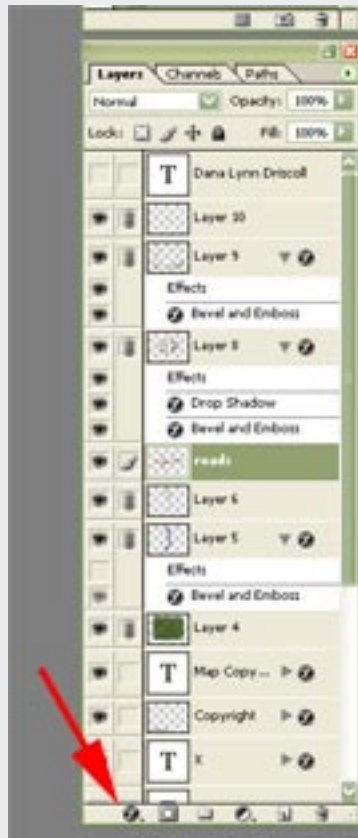 Layers Channels Paths
Normal Opacity: 100%
Lock: Fill: 100%
T Dana Lynn Driscoll
Layer 10
Layer 9
Effects
Bevel and Emboss
Layer 8
Effects
Drop Shadow
Bevel and Emboss
roads
Layer 6
Layer 5
Effects
Bevel and Emboss
Layer 4
T Map Copy...
Copyright
T X